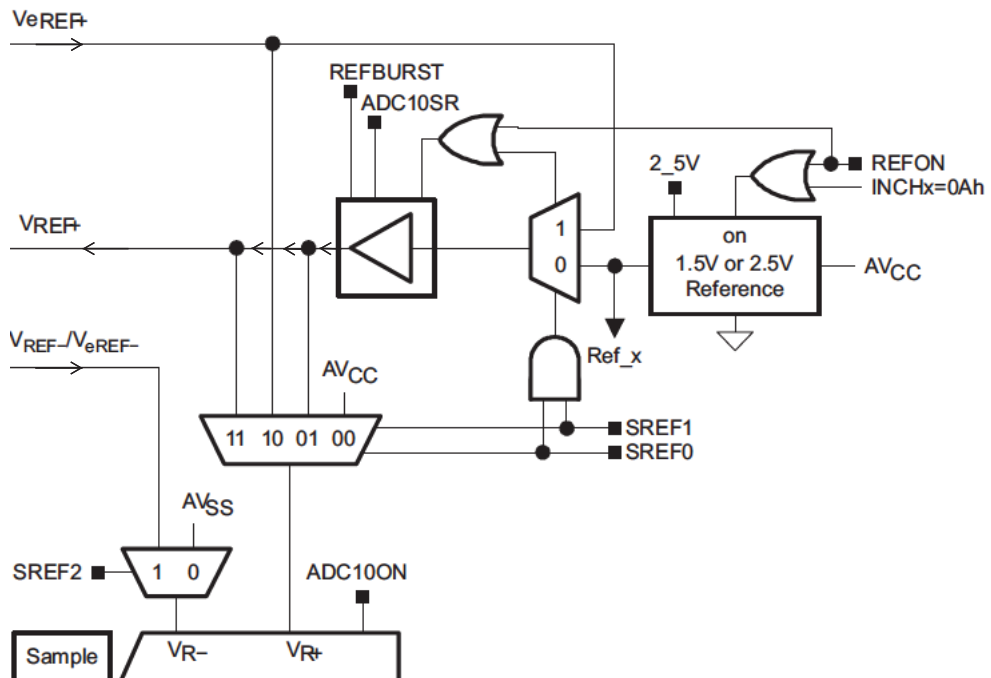 VeREF+
REFBURST
ADC10SR
2_5V
REFON
INCHx=0Ah
VREF+
1
0
on
1.5V or 2.5V
Reference
AVCC
VREF–/VeREF–
Ref_x
AVCC
11 10 01 00
SREF1
SREF0
AVSS
SREF2
1 0
ADC10ON
Sample
VR–
VR+